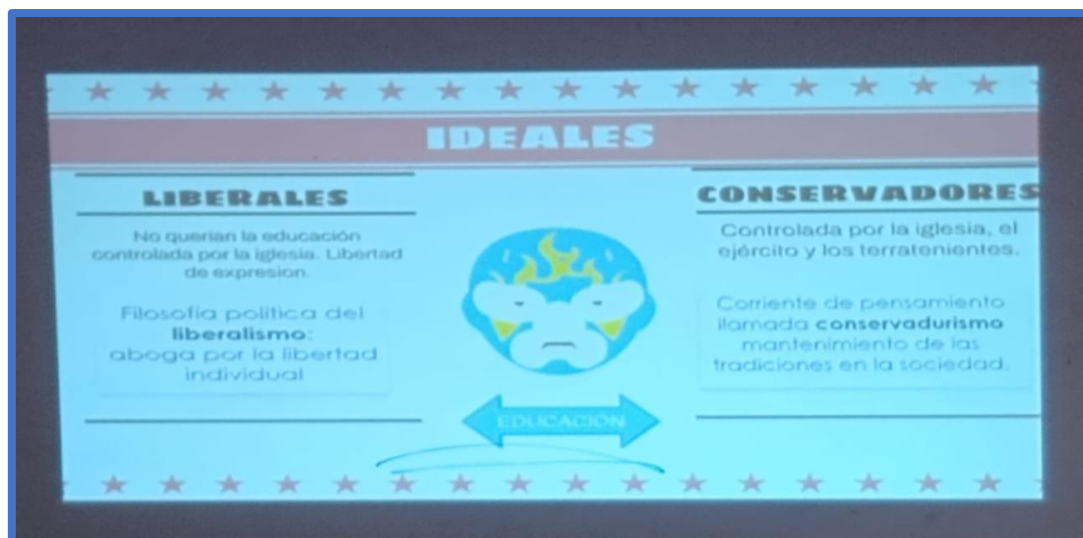 IDEALES
LIBERALES
No querian la educación
controlada por la iglesia. Libertad
de expresion.
Filosofía política del
liberalismo:
aboga por la libertad
individual
EDUCACIÓN
CONSERVADORES
Controlada por la iglesia, el
ejército y los terratenientes.
Corriente de pensamiento
llamada conservadurismo
mantenimiento de las
tradiciones en la sociedad.